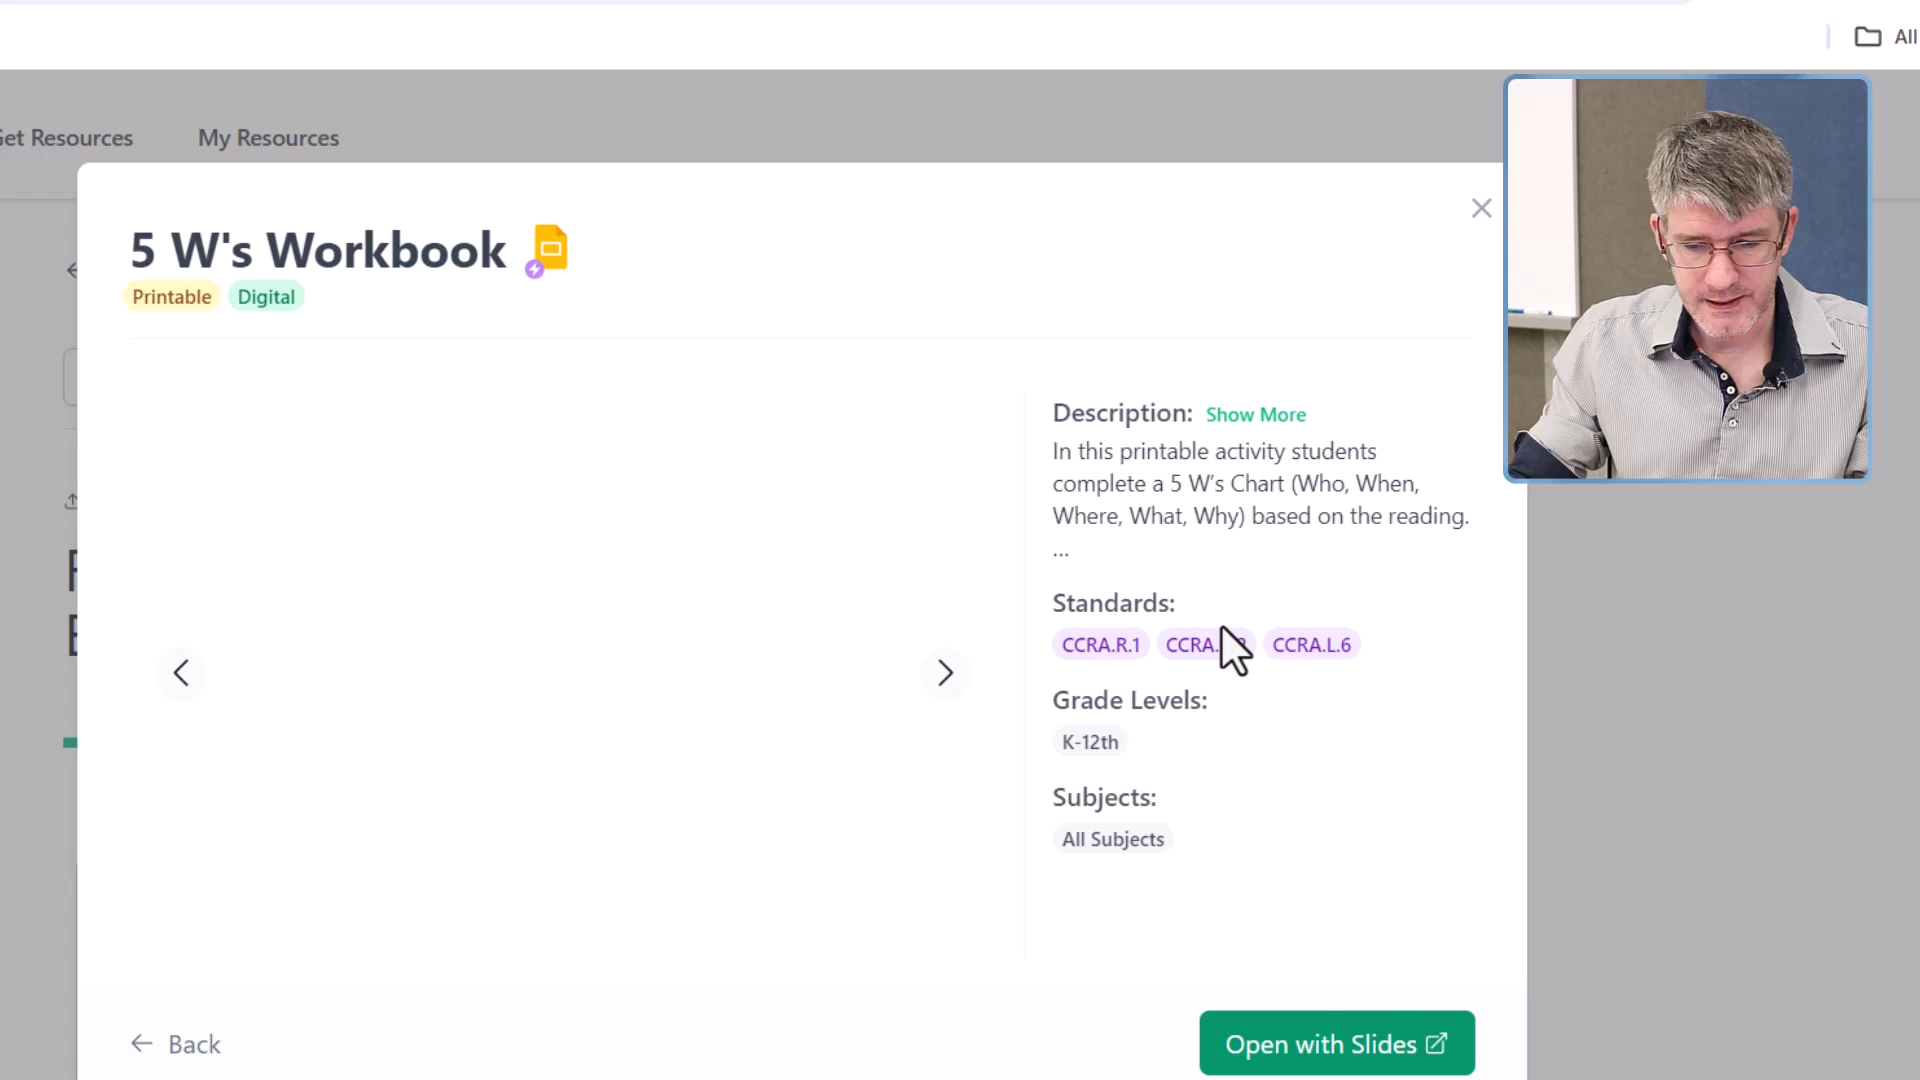 All
Get Resources
My Resources
5 W's Workbook
Printable
Digital
Description: Show More
In this printable activity students
complete a 5 W's Chart (Who, When,
Where, What, Why) based on the reading.
...
Standards:
CCRA.R.1 CCRA. CCRA.L.6
Grade Levels:
K-12th
Subjects:
All Subjects
Back
Open with Slides